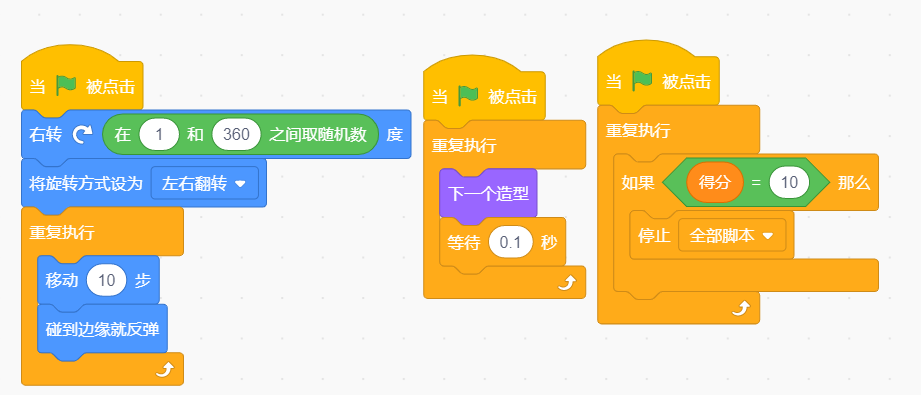 当 被点击
右转 在 1 和 360 之间取随机数 度
将旋转方式设为 左右翻转
重复执行
移动 10 步
碰到边缘就反弹
当 被点击
重复执行
下一个造型
等待 0.1 秒
当 被点击
重复执行
如果 得分 = 10 那么
停止 全部脚本